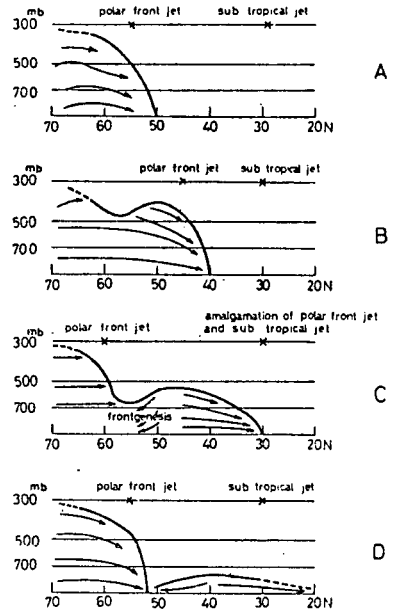 mb polar front jet sub tropical jet
300
500
700
70 60 50 40 30 20N
A
polar front jet sub tropical jet
mb
300
500
700
70 60 50 40 30 20N
B
amalgamation of polar front jet
mb polar front jet and sub tropical jet
300
500
700
frontgenesis
70 60 50 40 30 20N
C
mb polar front jet sub tropical jet
300
500
700
70 60 50 40 30 20N
D